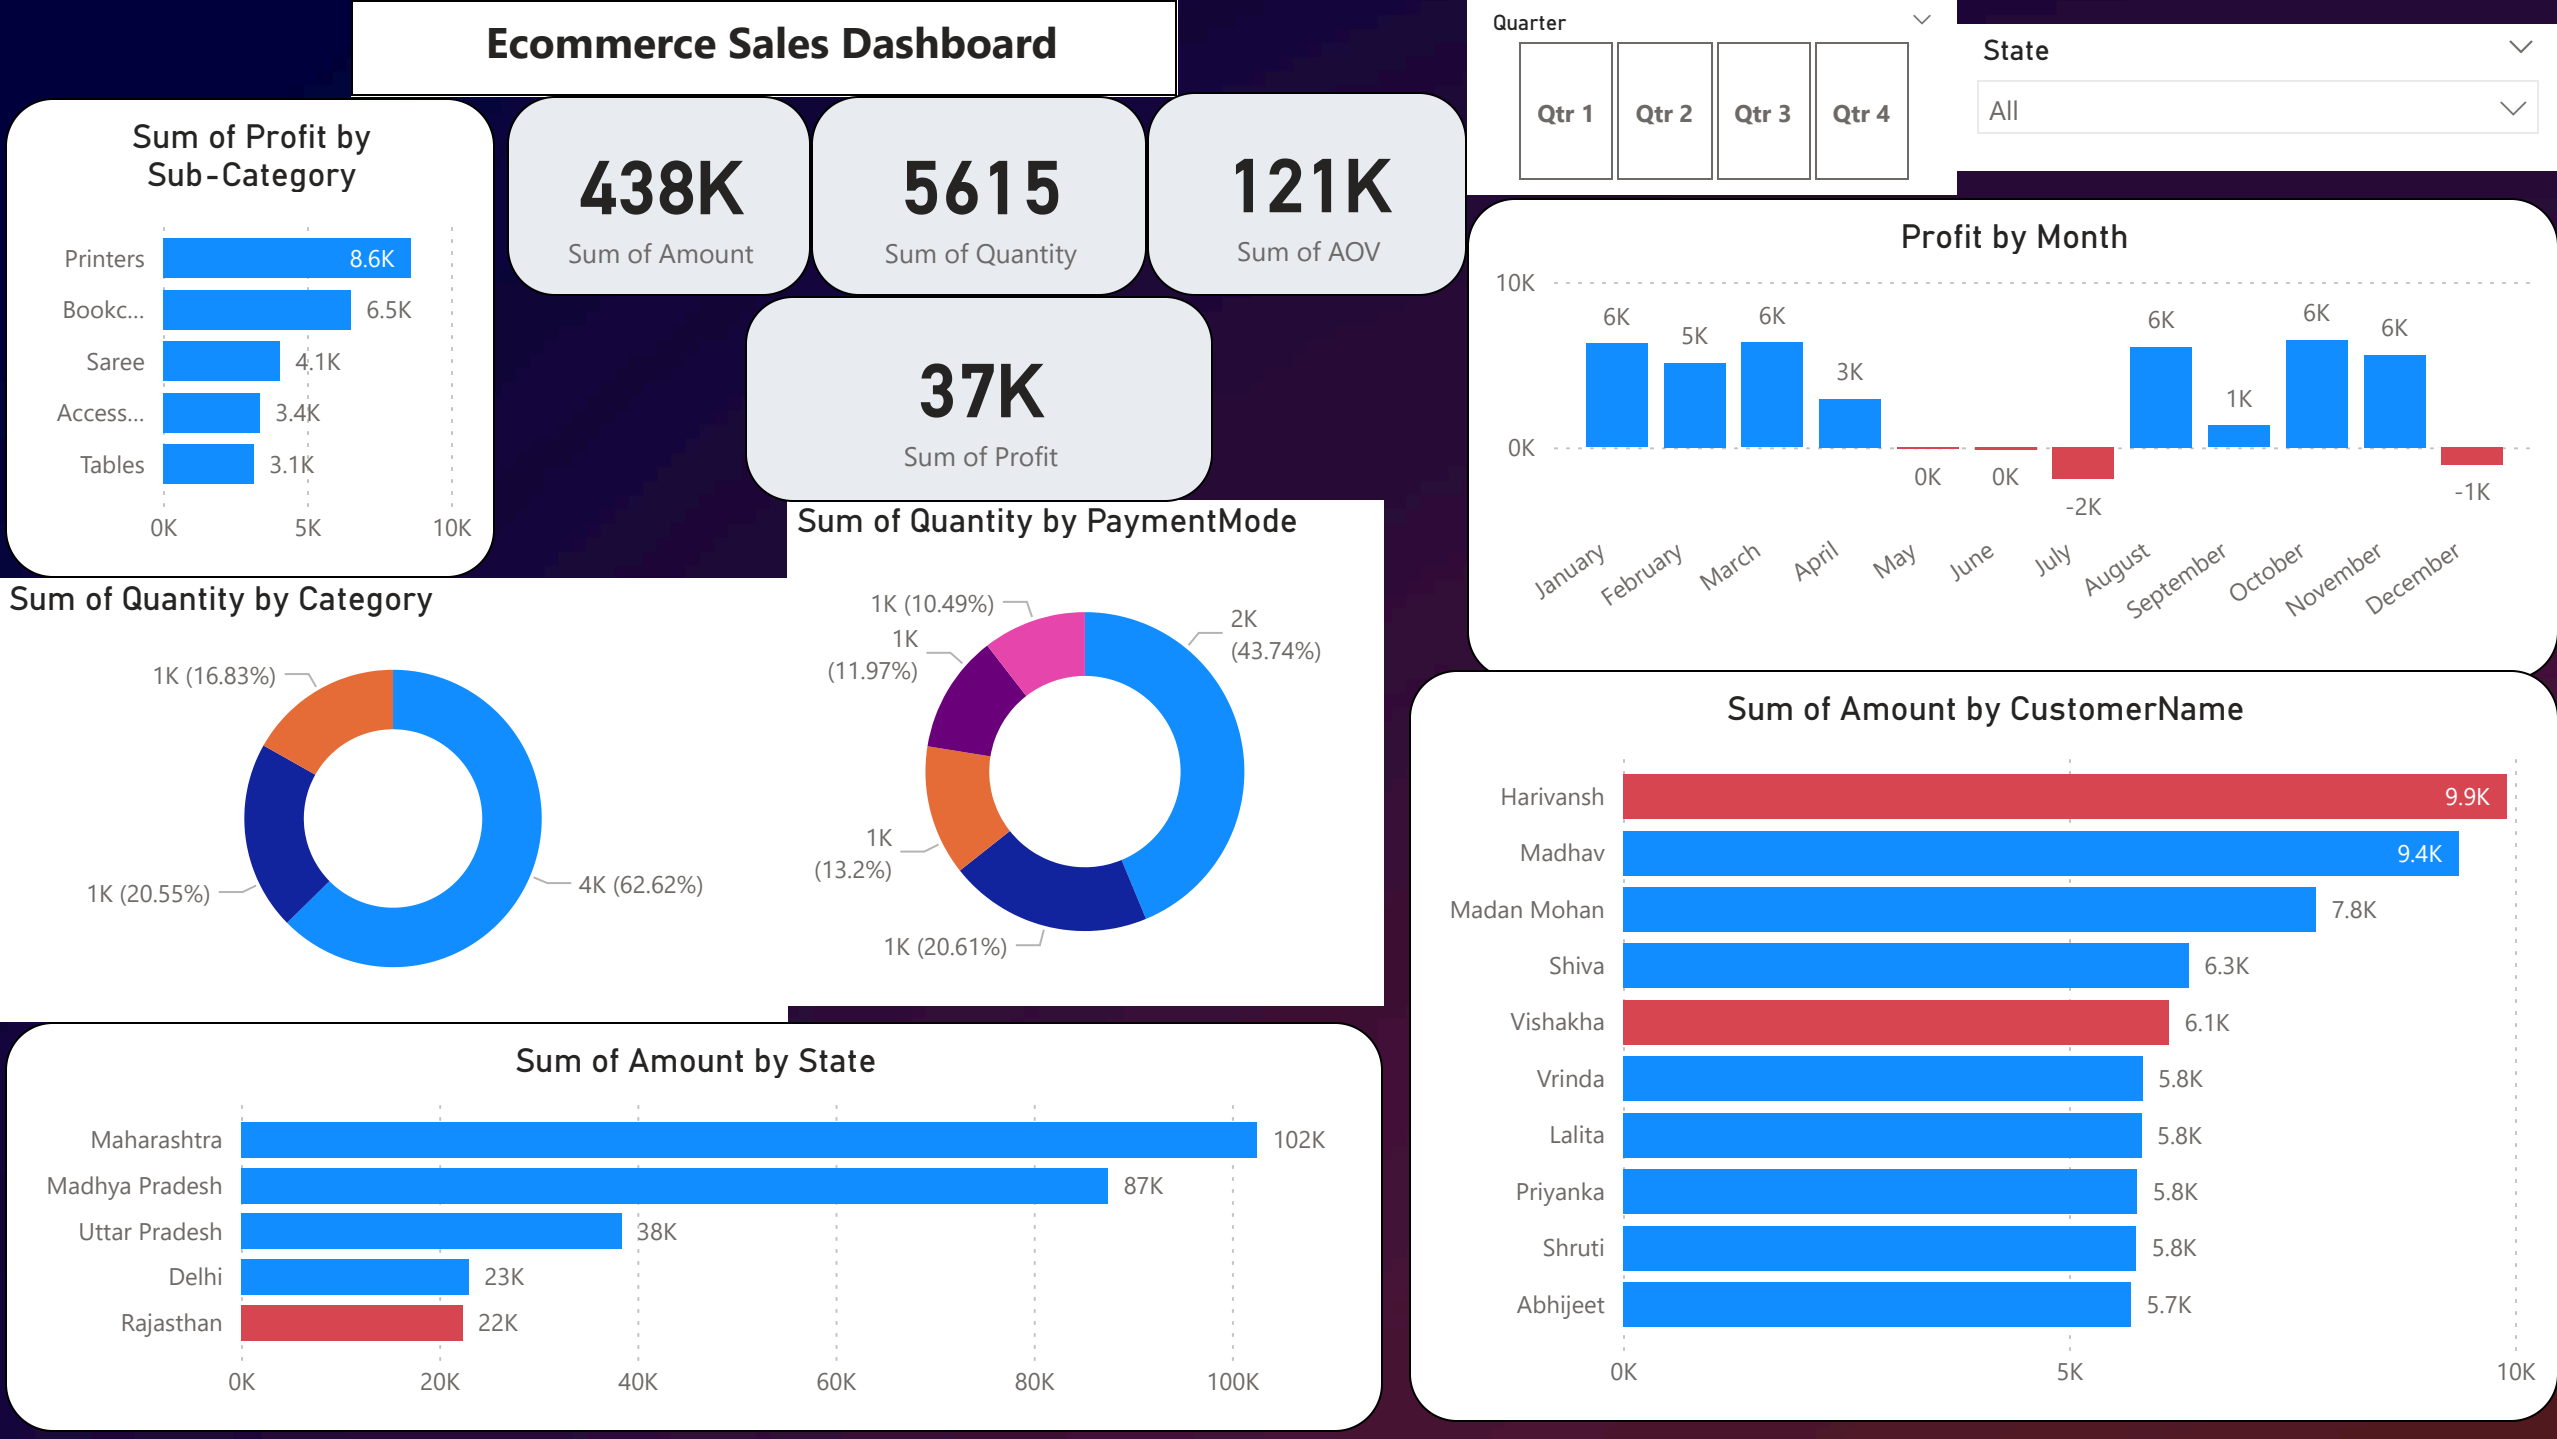 Ecommerce Sales Dashboard
Quarter
Qtr 1
Qtr 2
Qtr 3
Qtr 4
State
All
Sum of Profit by
Sub-Category
Printers
8.6K
Bookc...
6.5K
Saree
4.1K
Access...
3.4K
Tables
3.1K
0K
5K
10K
438K
Sum of Amount
5615
Sum of Quantity
121K
Sum of AOV
37K
Sum of Profit
Profit by Month
10K
0K
6K
5K
6K
3K
0K
0K
-2K
6K
1K
6K
6K
-1K
January
February
March
April
May
June
July
August
September
October
November
December
Sum of Quantity by Category
1K (16.83%)
1K (20.55%)
4K (62.62%)
Sum of Quantity by PaymentMode
1K (10.49%)
1K
(11.97%)
2K
(43.74%)
1K
(13.2%)
1K (20.61%)
Sum of Amount by CustomerName
Harivansh
9.9K
Madhav
9.4K
Madan Mohan
7.8K
Shiva
6.3K
Vishakha
6.1K
Vrinda
5.8K
Lalita
5.8K
Priyanka
5.8K
Shruti
5.8K
Abhijeet
5.7K
0K
5K
10K
Sum of Amount by State
Maharashtra
102K
Madhya Pradesh
87K
Uttar Pradesh
38K
Delhi
23K
Rajasthan
22K
0K
20K
40K
60K
80K
100K